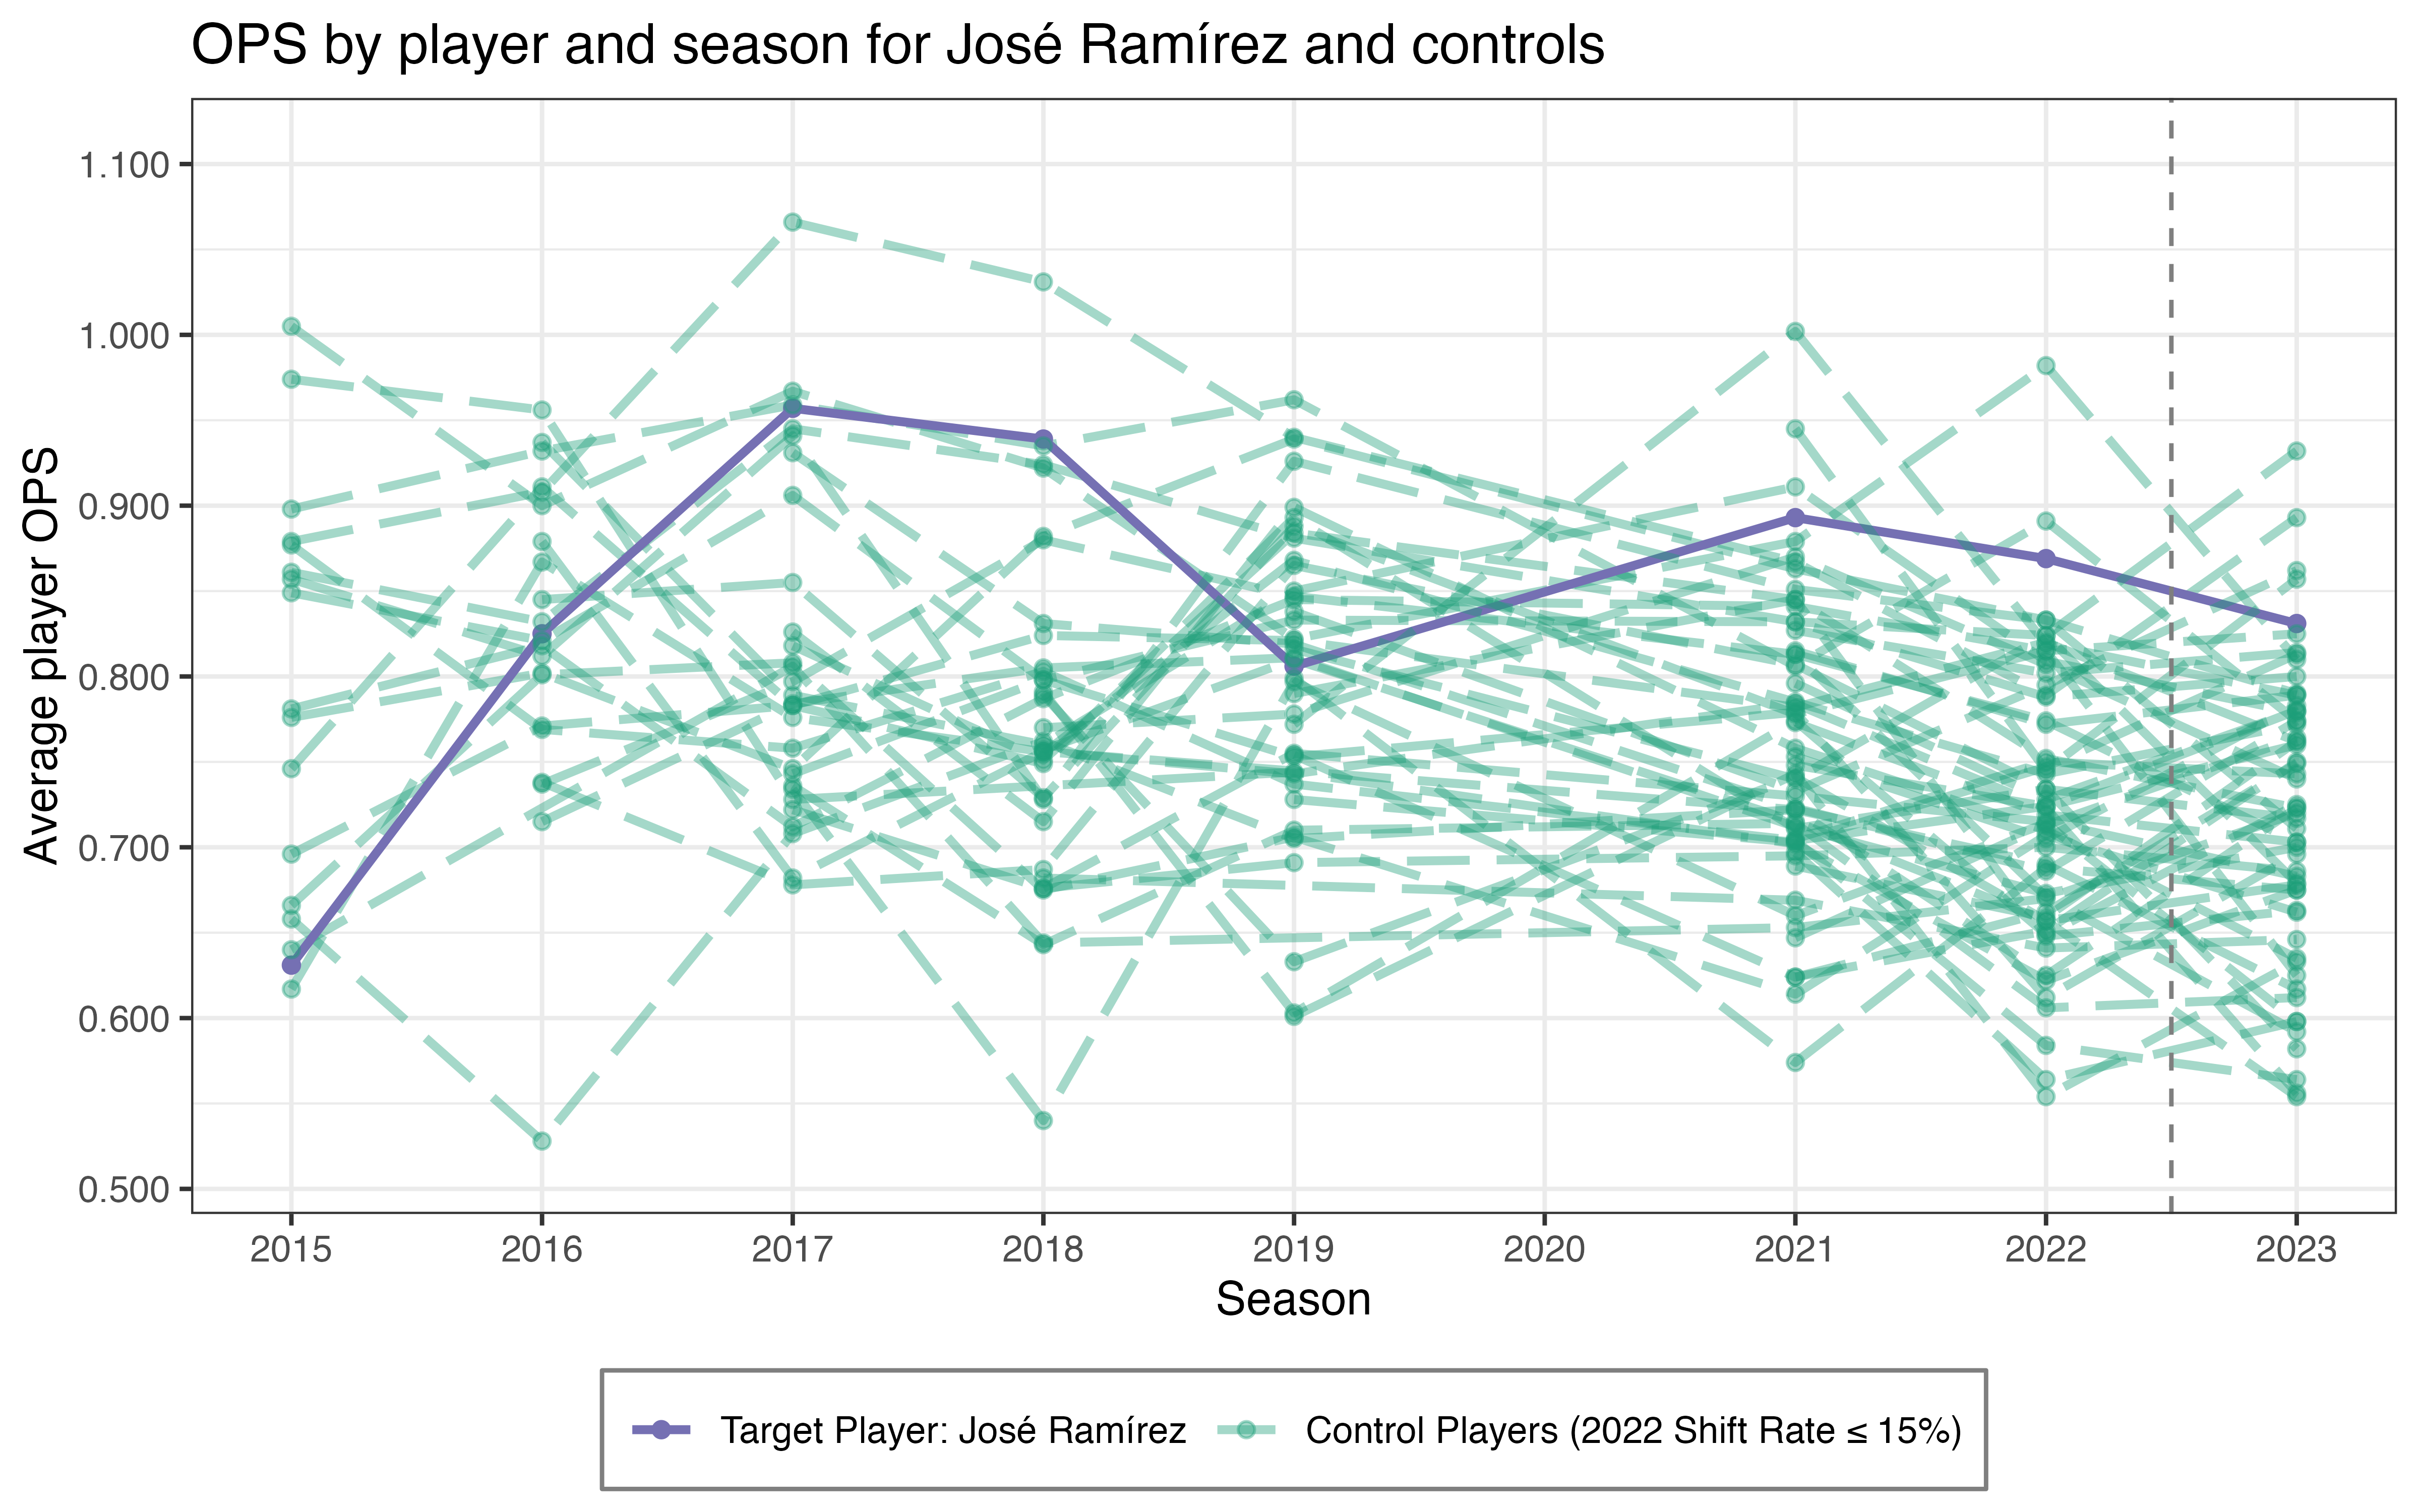 OPS by player and season for José Ramírez and controls
Average player OPS
1.100
1.000
0.900
0.800
0.700
0.600
0.500
2015 2016 2017 2018 2019 2020 2021 2022 2023
Season
Target Player: José Ramírez Control Players (2022 Shift Rate ≤ 15%)